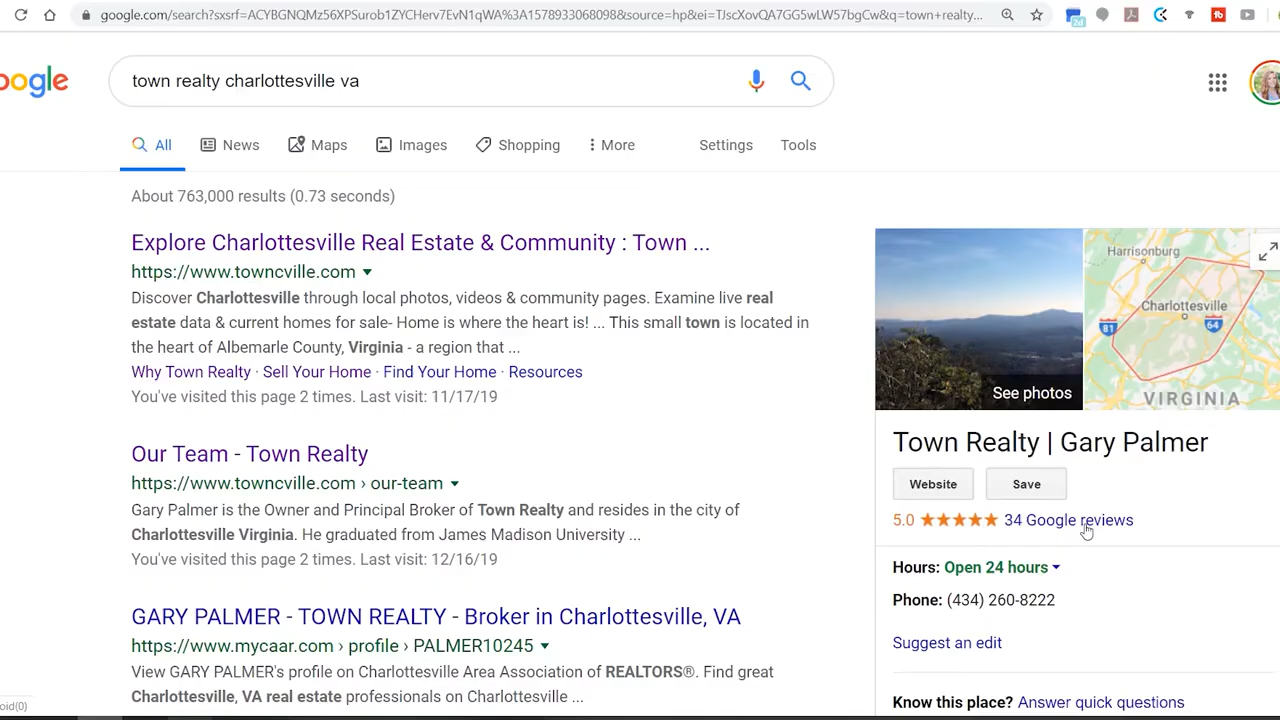 google.com/search?sxsrf=ACYBGNQMz56XPSurob1ZYCHerv7EvN1qWA%3A1578933068098&source=hp&ei=TJscXovQA7GG5wLW57bgCw&q=town+realty...
2d
oogle
town realty charlottesville va
All
News
Maps
Images
Shopping
More
Settings
Tools
About 763,000 results (0.73 seconds)
Explore Charlottesville Real Estate & Community : Town ...
https://www.towncville.com
Discover Charlottesville through local photos, videos & community pages. Examine live real
estate data & current homes for sale- Home is where the heart is! ... This small town is located in
the heart of Albemarle County, Virginia - a region that ...
Why Town Realty · Sell Your Home · Find Your Home · Resources
You've visited this page 2 times. Last visit: 11/17/19
Our Team - Town Realty
https://www.towncville.com › our-team
Gary Palmer is the Owner and Principal Broker of Town Realty and resides in the city of
Charlottesville Virginia. He graduated from James Madison University ...
You've visited this page 2 times. Last visit: 12/16/19
GARY PALMER - TOWN REALTY - Broker in Charlottesville, VA
https://www.mycaar.com › profile › PALMER10245
View GARY PALMER's profile on Charlottesville Area Association of REALTORS®. Find great
Charlottesville, VA real estate professionals on Charlottesville ...
oid(0)
See photos
Harrisonburg
Charlottesville
81
64
VIRGINIA
Town Realty | Gary Palmer
Website
Save
5.0 34 Google reviews
Hours: Open 24 hours
Phone: (434) 260-8222
Suggest an edit
Know this place? Answer quick questions